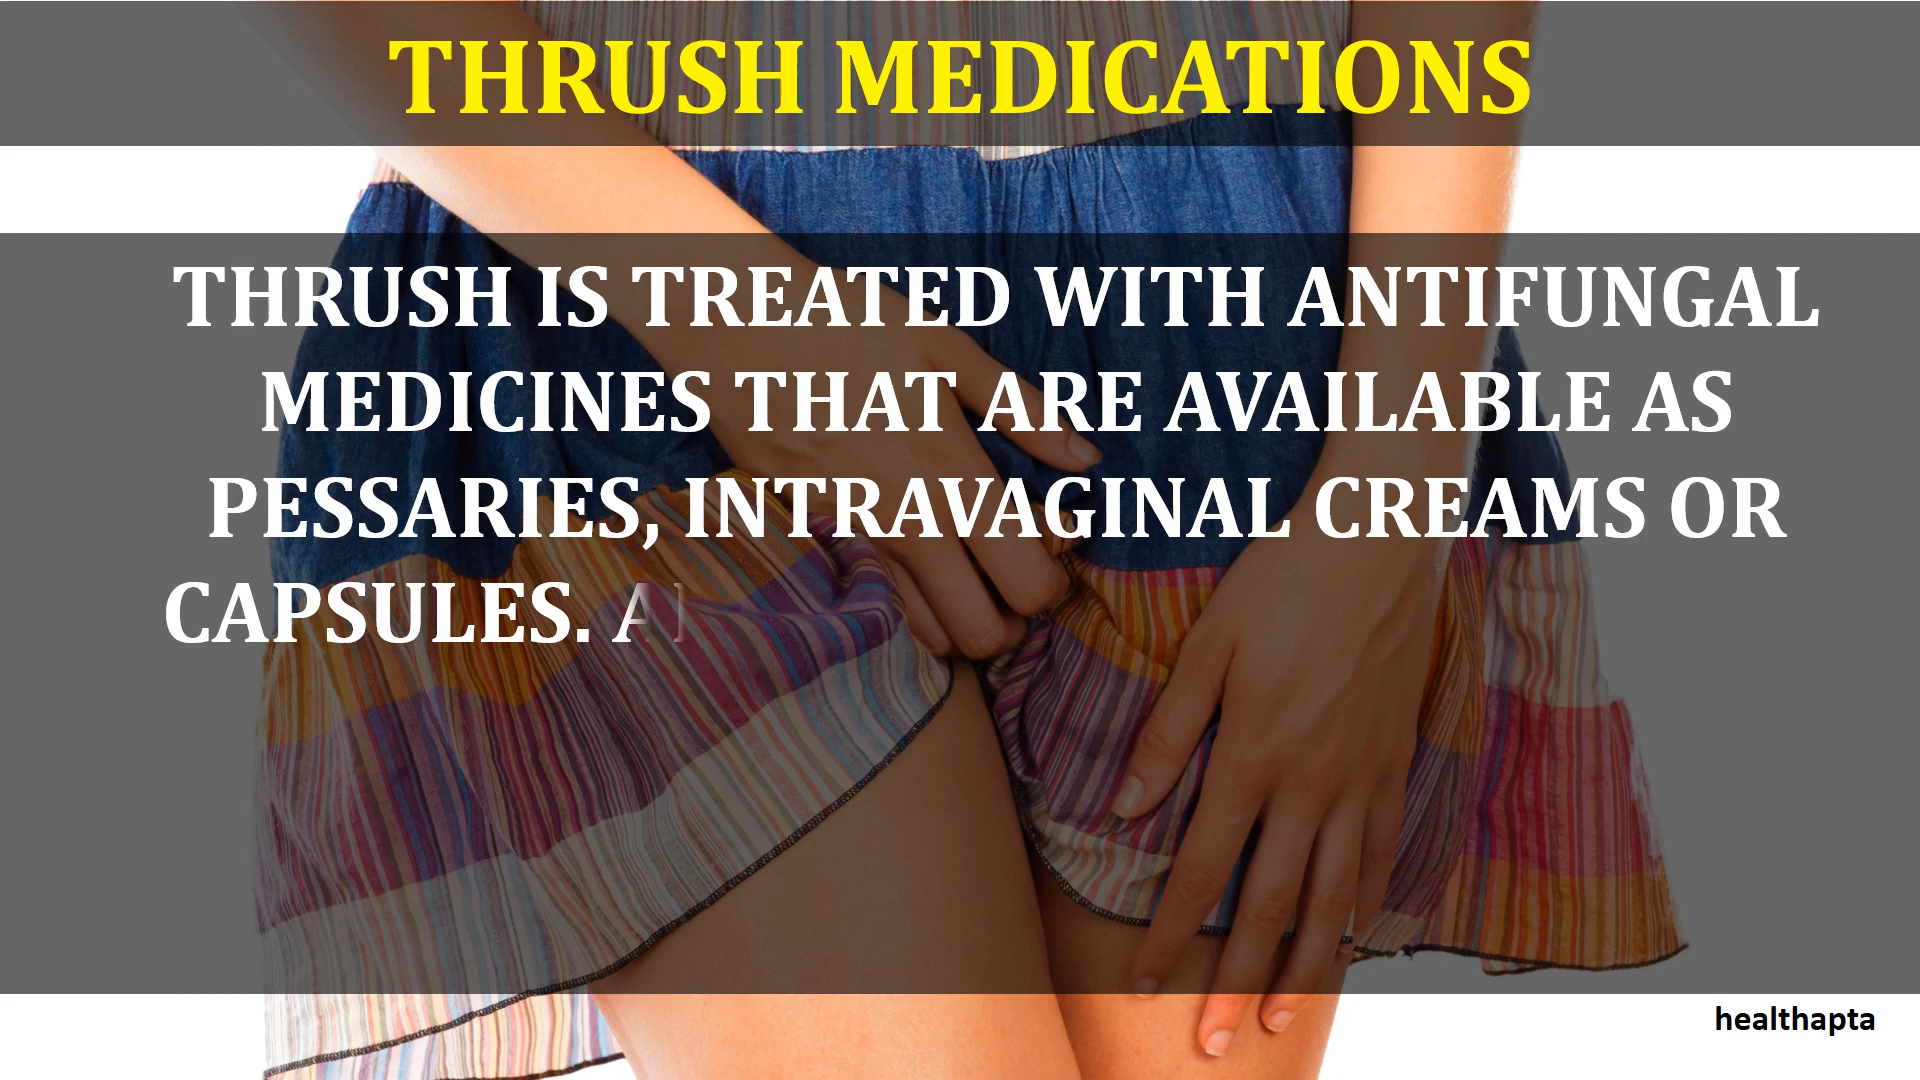 THRUSH MEDICATIONS
THRUSH IS TREATED WITH ANTIFUNGAL
MEDICINES THAT ARE AVAILABLE AS
PESSARIES, INTRAVAGINAL CREAMS OR
CAPSULES.
healthapta